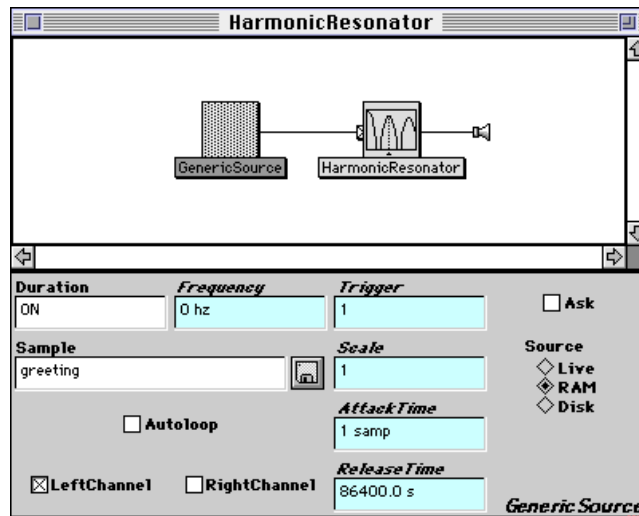 HarmonicResonator
GenericSource
HarmonicResonator
Duration
Frequency
Trigger
ON
0 hz
1
Ask
Sample
Scale
Source
greeting
1
Live
RAM
Disk
AttackTime
Autoloop
1 samp
LeftChannel
RightChannel
ReleaseTime
86400.0 s
GenericSource